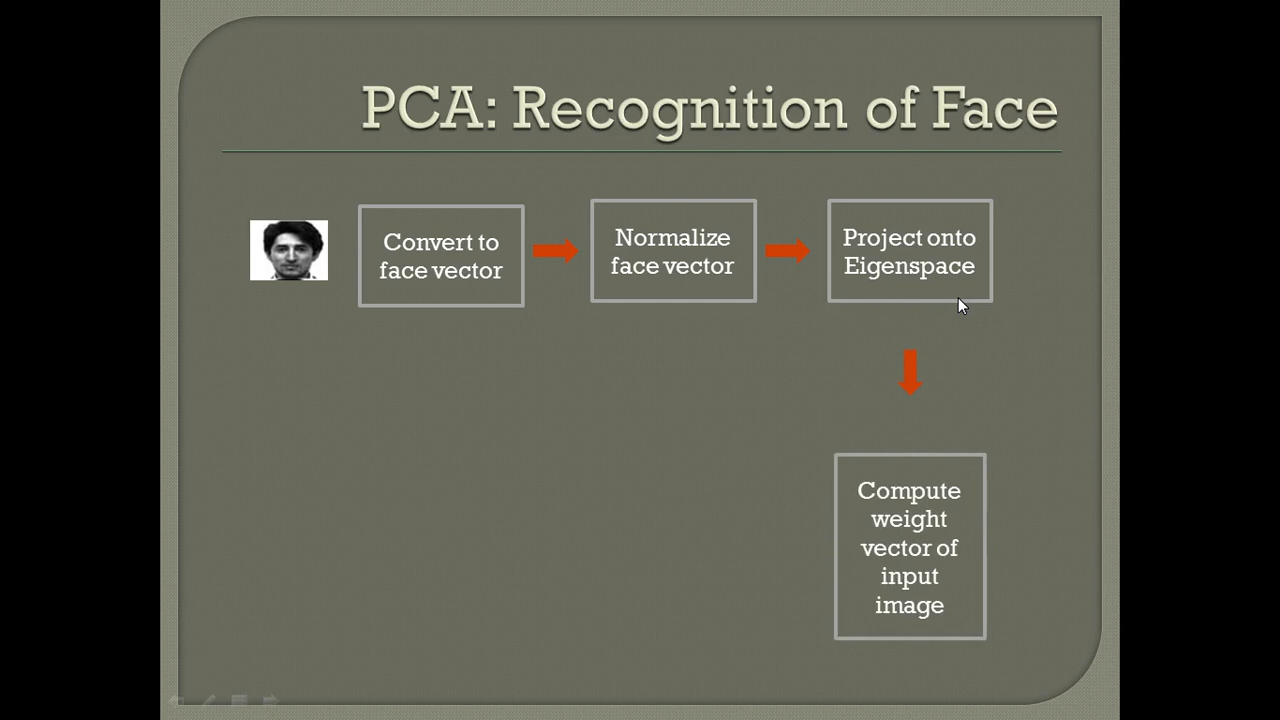 PCA: Recognition of Face
Convert to
face vector
Normalize
face vector
Project onto
Eigenspace
Compute
weight
vector of
input
image